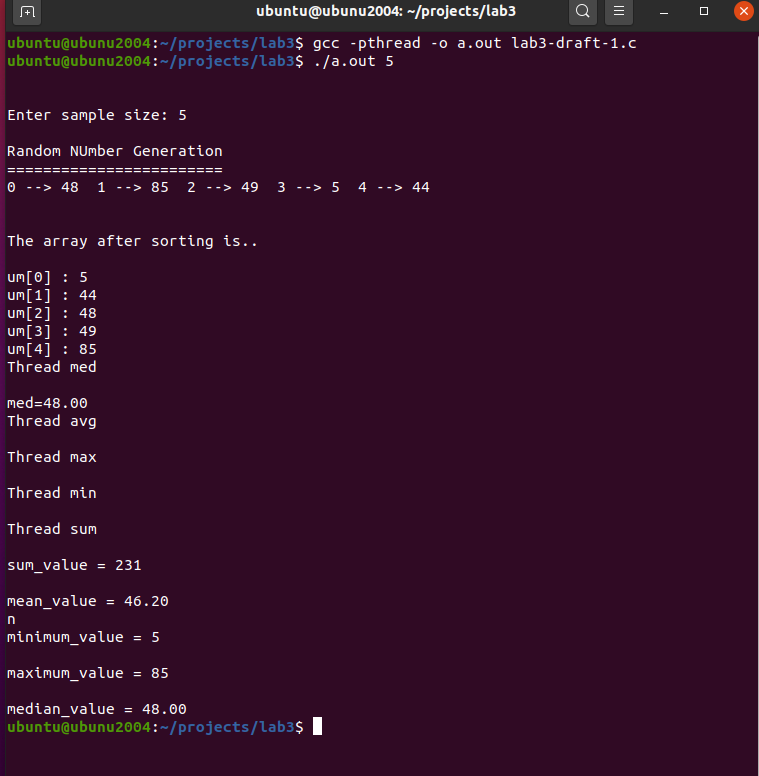 ubuntu@ubunu2004: ~/projects/lab3
ubuntu@ubunu2004:~/projects/lab3$ gcc -pthread -o a.out lab3-draft-1.c
ubuntu@ubunu2004:~/projects/lab3$ ./a.out 5
Enter sample size: 5
Random NUmber Generation
========================
0 --> 48  1 --> 85  2 --> 49  3 --> 5  4 --> 44
The array after sorting is..
um[0] : 5
um[1] : 44
um[2] : 48
um[3] : 49
um[4] : 85
Thread med
med=48.00
Thread avg
Thread max
Thread min
Thread sum
sum_value = 231
mean_value = 46.20
n
minimum_value = 5
maximum_value = 85
median_value = 48.00
ubuntu@ubunu2004:~/projects/lab3$